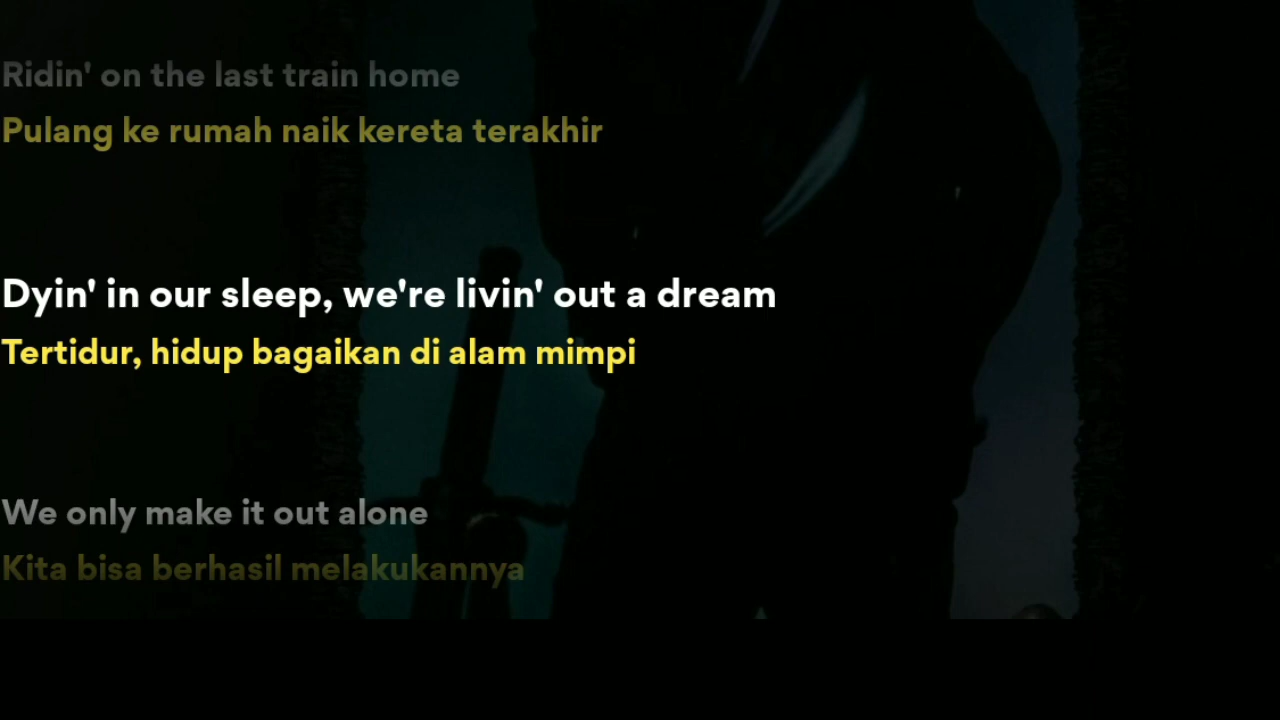 Ridin' on the last train home
Pulang ke rumah naik kereta terakhir
Dyin' in our sleep, we're livin' out a dream
Tertidur, hidup bagaikan di alam mimpi
We only make it out alone
Kita bisa berhasil melakukannya